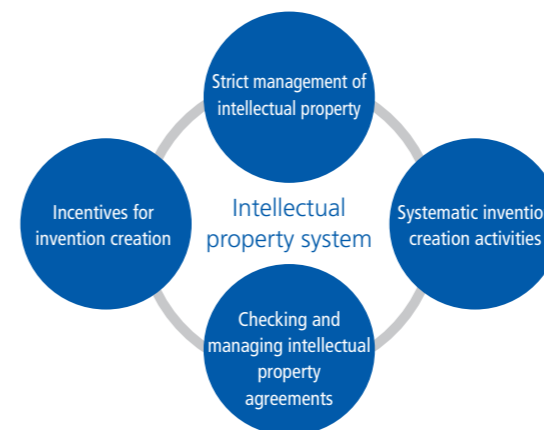 Strict management of
intellectual property
Incentives for
invention creation
Intellectual
property system
Systematic inventio
creation activities
Checking and
managing intellectual
property
agreements